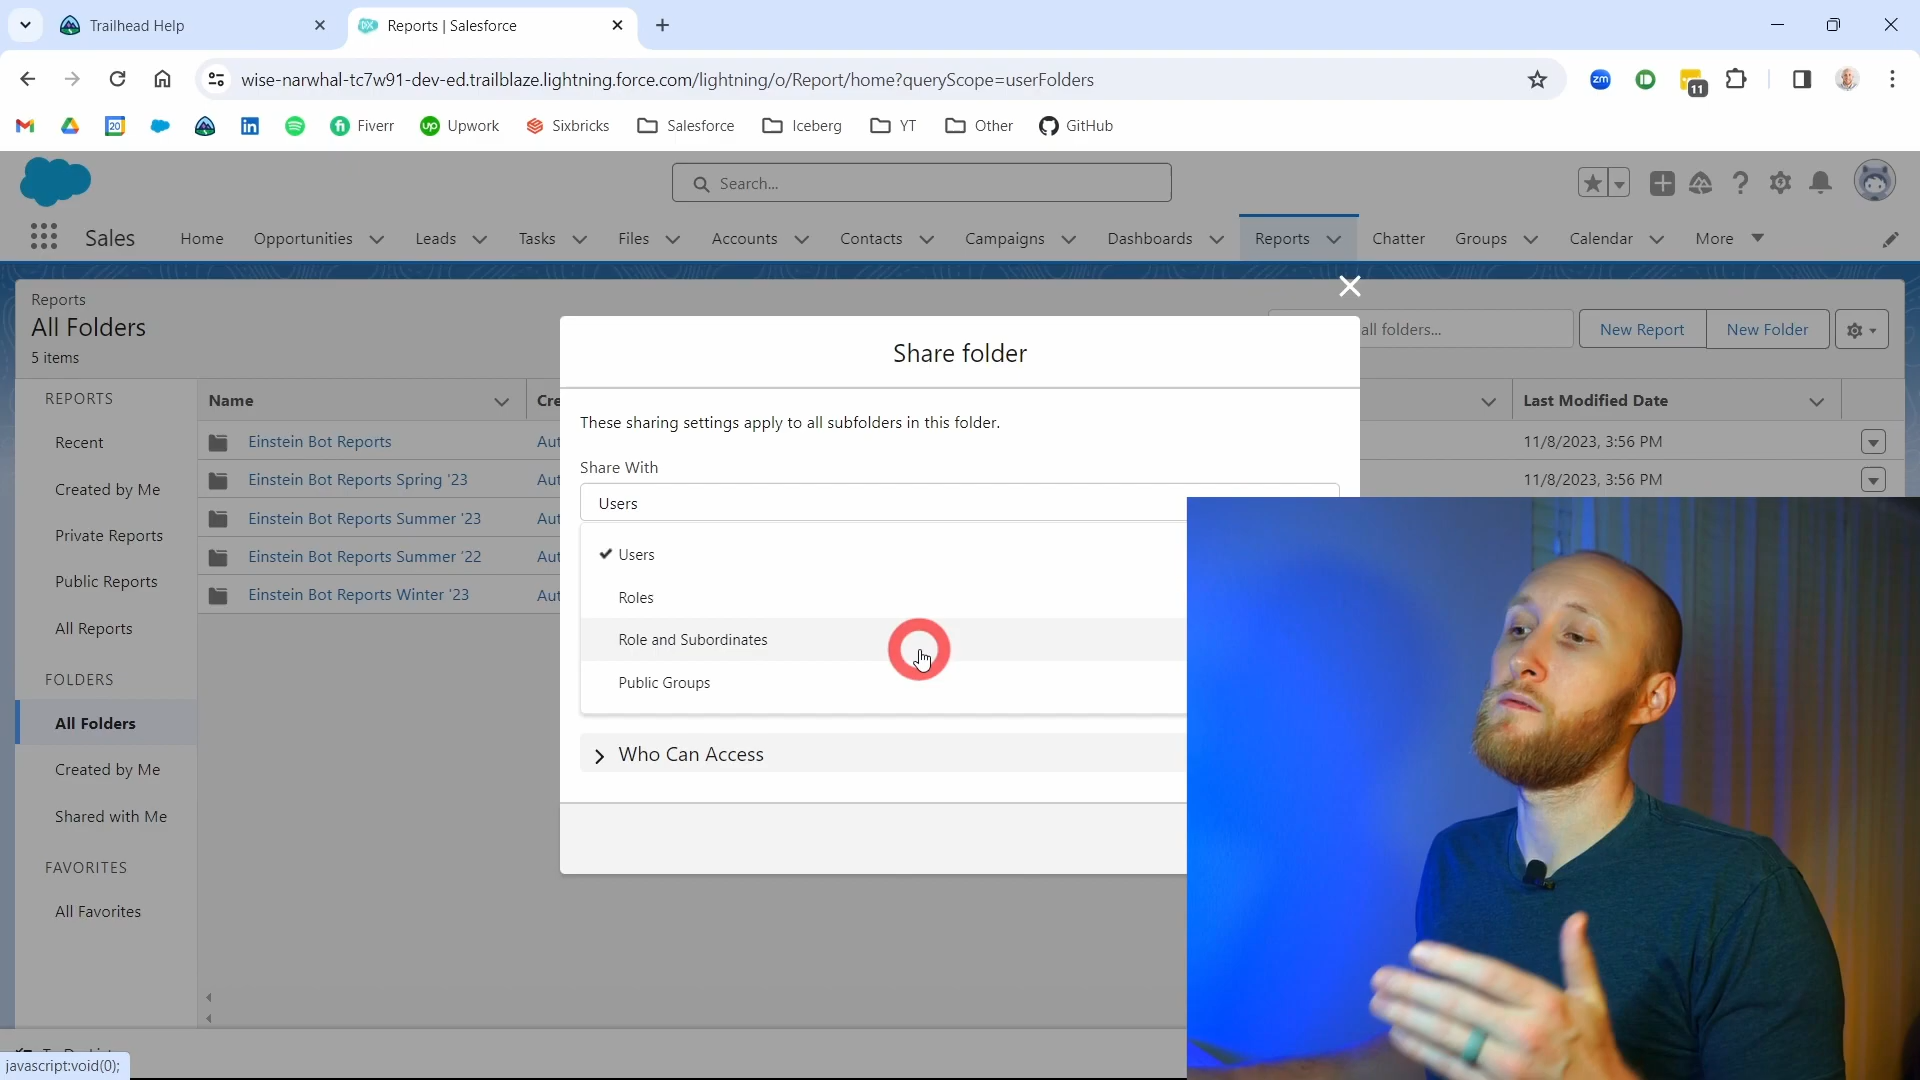 Trailhead Help
Reports | Salesforce
wise-narwhal-tc7w91-dev-ed.trailblaze.lightning.force.com/lightning/o/Report/home?queryScope=userFolders
zm
11
20
Fiverr
up Upwork
Sixbricks
Salesforce
Iceberg
YT
Other
GitHub
Search...
Sales
Home
Opportunities
Leads
Tasks
Files
Accounts
Contacts
Campaigns
Dashboards
Reports
Chatter
Groups
Calendar
More
Reports
All Folders
5 items
all folders...
New Report
New Folder
REPORTS
Recent
Created by Me
Private Reports
Public Reports
All Reports
FOLDERS
All Folders
Created by Me
Shared with Me
FAVORITES
All Favorites
Name
Cre
Last Modified Date
Einstein Bot Reports
Aut
11/8/2023, 3:56 PM
Einstein Bot Reports Spring '23
Aut
11/8/2023, 3:56 PM
Einstein Bot Reports Summer '23
Aut
Einstein Bot Reports Summer '22
Aut
Einstein Bot Reports Winter '23
Aut
Share folder
These sharing settings apply to all subfolders in this folder.
Share With
Users
Users
Roles
Role and Subordinates
Public Groups
Who Can Access
javascript:void(0);